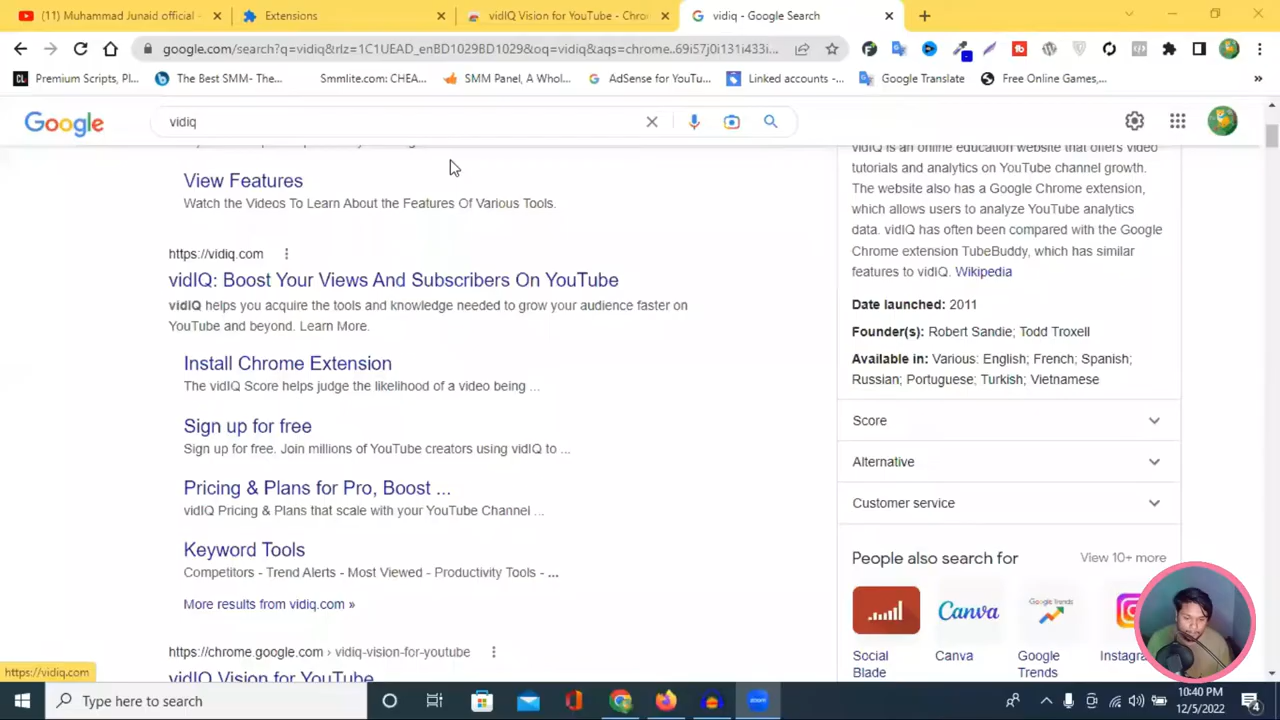 (11) Muhammad Junaid official -
Extensions
vidIQ Vision for YouTube - Chro
vidiq - Google Search
google.com/search?q=vidiq&rlz=1C1UEAD_enBD1029BD1029&oq=vidiq&aqs=chrome..69i57j0i131i433i...
Premium Scripts, Pl...
The Best SMM- The...
Smmlite.com: CHEA...
SMM Panel, A Whol...
AdSense for YouTu...
Linked accounts -...
Google Translate
Free Online Games,...
Google
vidiq
View Features
Watch the Videos To Learn About the Features Of Various Tools.
https://vidiq.com
vidIQ: Boost Your Views And Subscribers On YouTube
vidIQ helps you acquire the tools and knowledge needed to grow your audience faster on
YouTube and beyond. Learn More.
Install Chrome Extension
The vidIQ Score helps judge the likelihood of a video being ...
Sign up for free
Sign up for free. Join millions of YouTube creators using vidIQ to ...
Pricing & Plans for Pro, Boost ...
vidIQ Pricing & Plans that scale with your YouTube Channel ...
Keyword Tools
Competitors - Trend Alerts - Most Viewed - Productivity Tools - ...
More results from vidiq.com »
https://chrome.google.com › vidiq-vision-for-youtube
vidIQ Vision for YouTube
vidIQ is an online education website that offers video
tutorials and analytics on YouTube channel growth.
The website also has a Google Chrome extension,
which allows users to analyze YouTube analytics
data. vidIQ has often been compared with the Google
Chrome extension TubeBuddy, which has similar
features to vidIQ. Wikipedia
Date launched: 2011
Founder(s): Robert Sandie; Todd Troxell
Available in: Various: English; French; Spanish;
Russian; Portuguese; Turkish; Vietnamese
Score
Alternative
Customer service
People also search for
View 10+ more
Google Trends
Canva
Social
Blade
Canva
Google
Trends
Instagra
https://vidiq.com
Type here to search
10:40 PM
12/5/2022
4